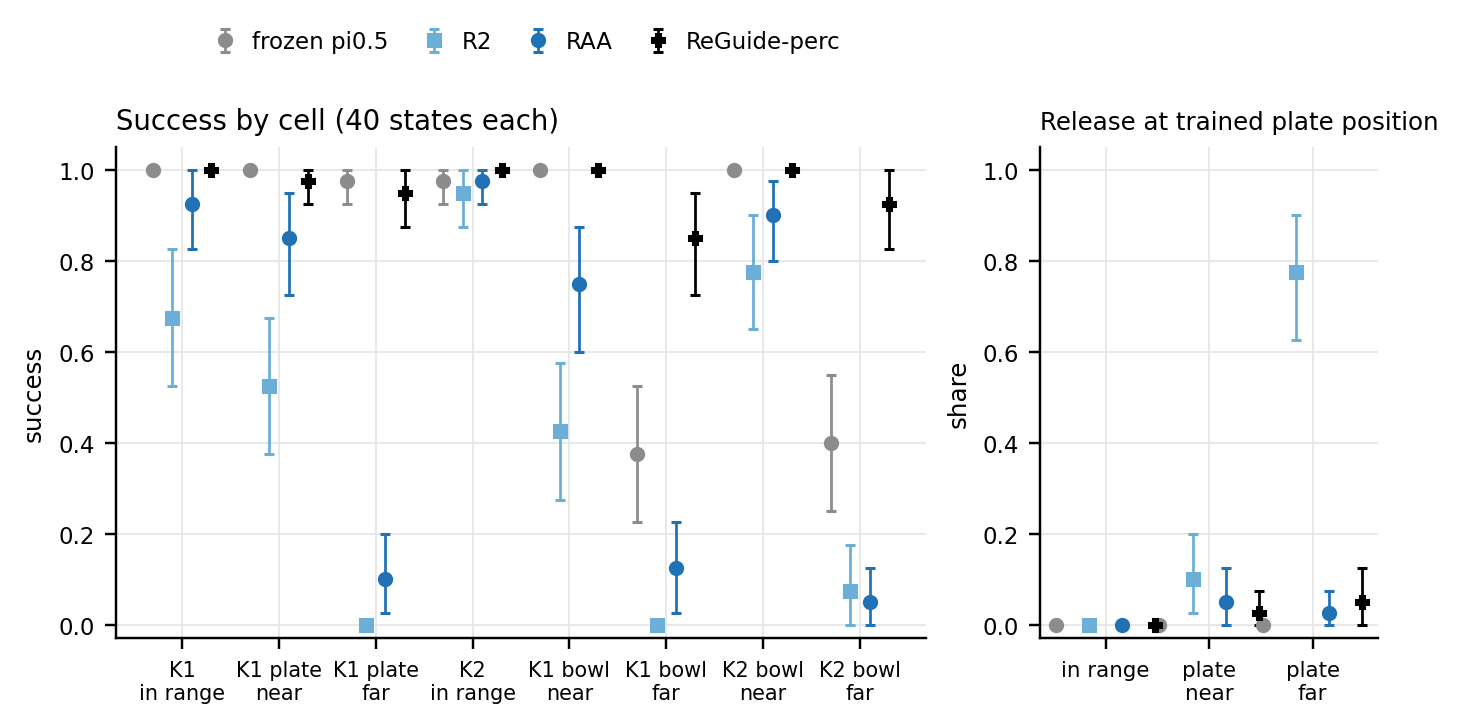 frozen pi0.5 R2 RAA ReGuide-perc
Success by cell (40 states each)
success
1.0
0.8
0.6
0.4
0.2
0.0
K1 in range
K1 plate near
K1 plate far
K2 in range
K1 bowl near
K1 bowl far
K2 bowl near
K2 bowl far
Release at trained plate position
share
1.0
0.8
0.6
0.4
0.2
0.0
in range
plate near
plate far